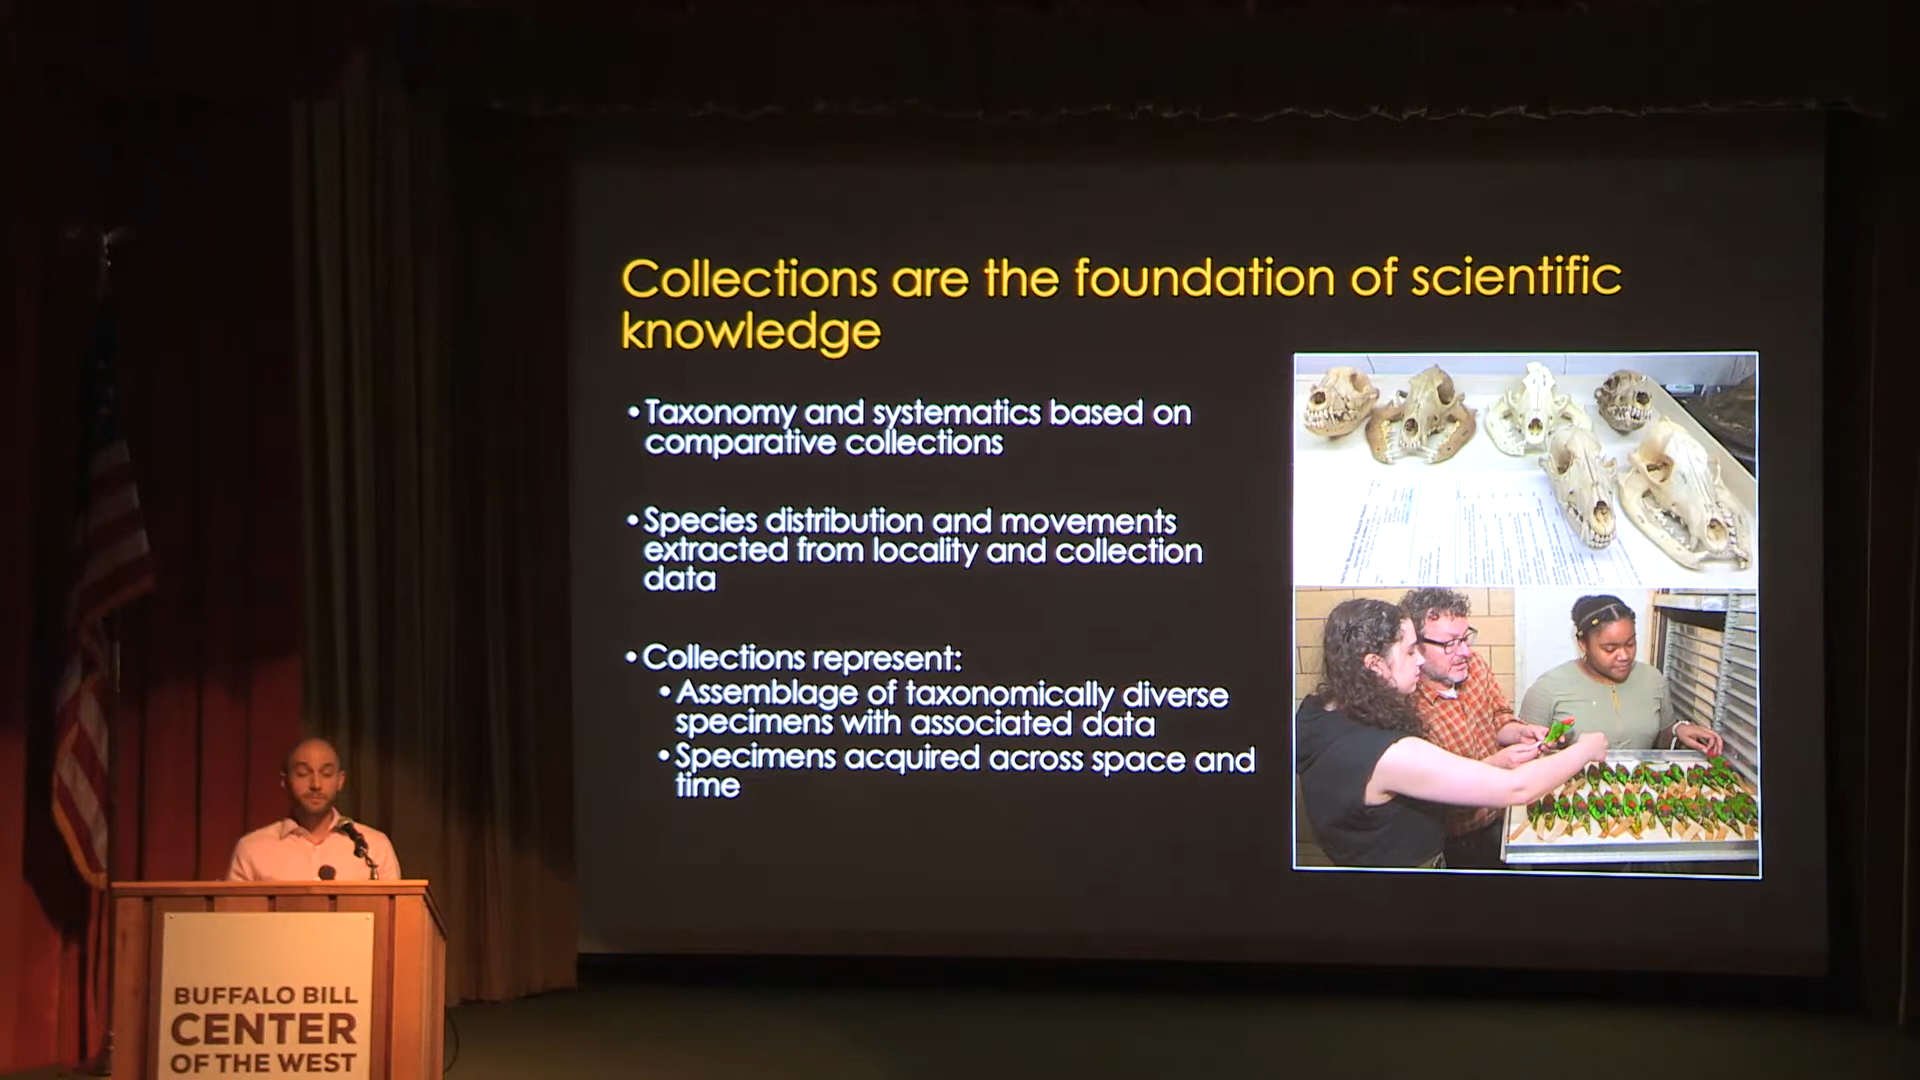 Collections are the foundation of scientific
knowledge
•Taxonomy and systematics based on
comparative collections
•Species distribution and movements
extracted from locality and collection
data
•Collections represent:
•Assemblage of taxonomically diverse
specimens with associated data
•Specimens acquired across space and
time
BUFFALO BILL
CENTER
OF THE WEST